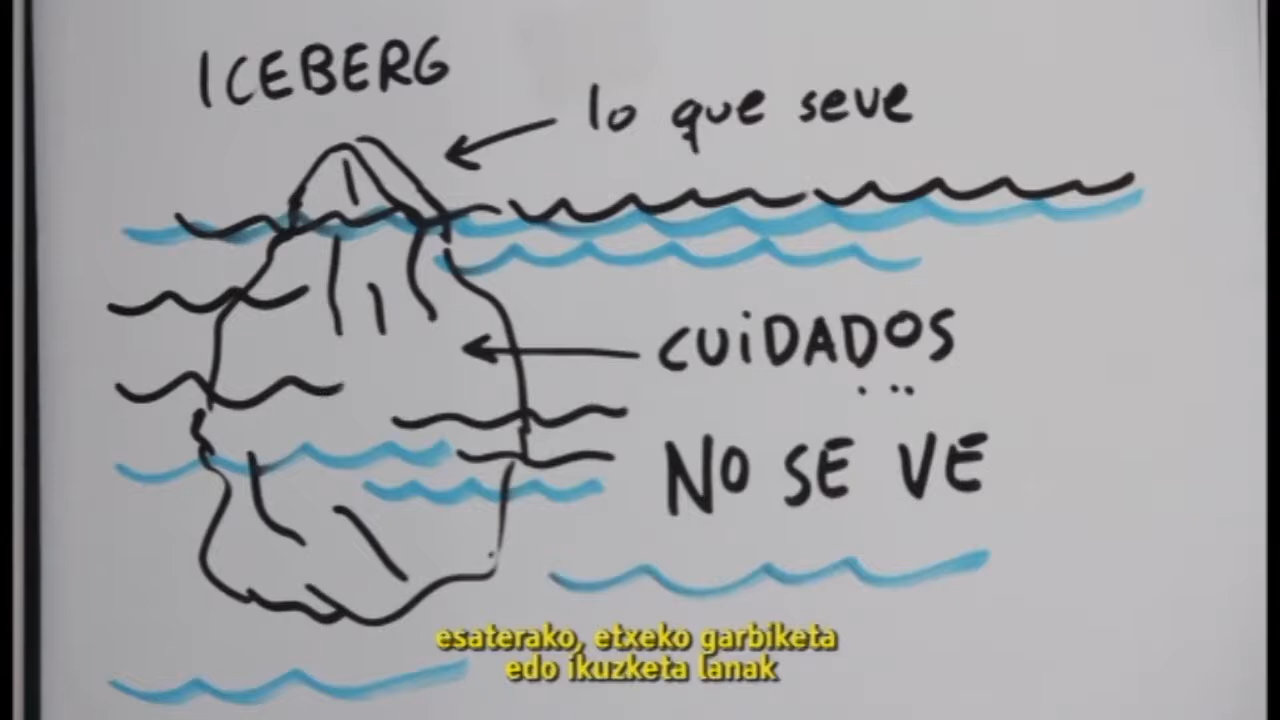 ICEBERG
lo que seve
CUiDADOS
...
NO SE VE
esaterako, etxeko garbiketa
edo ikuzketa lanak